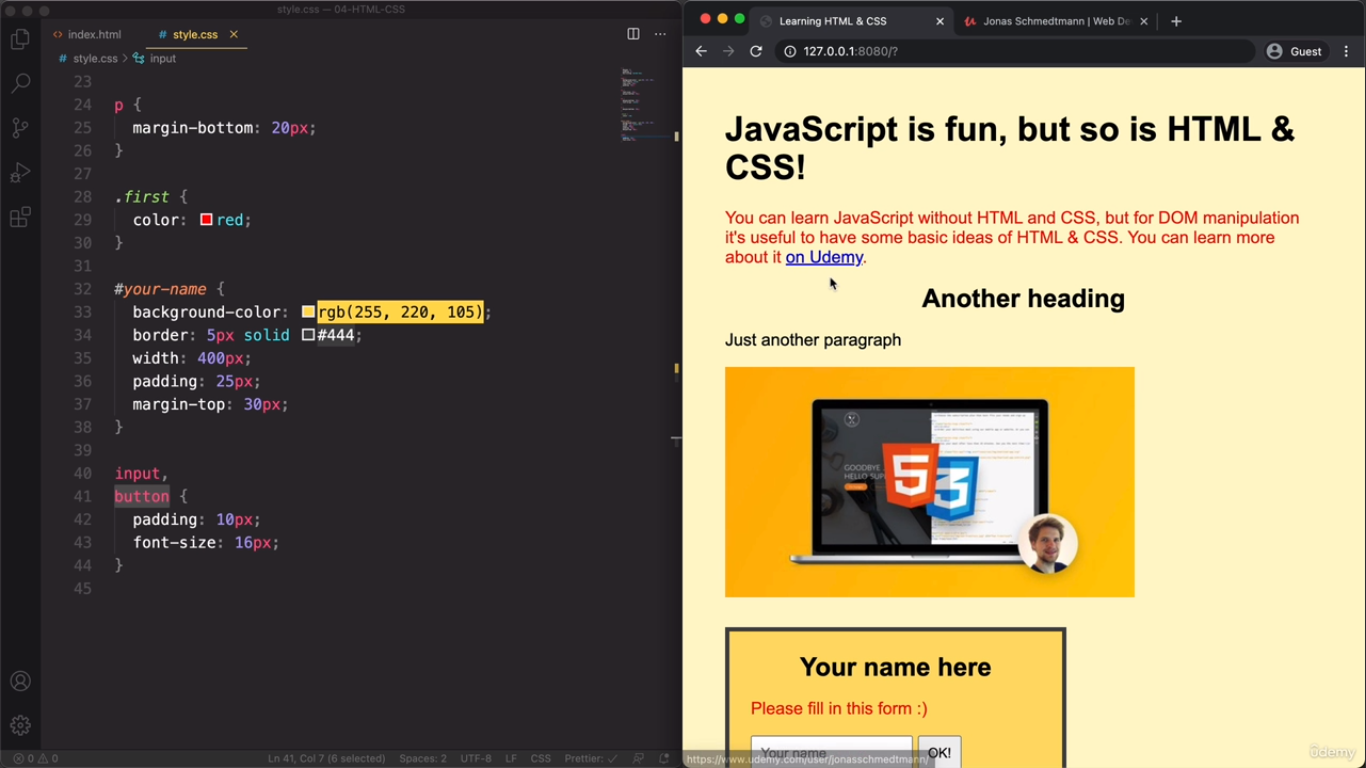 style.css — 04-HTML-CSS
index.html
# style.css
# style.css > input
23
24 p {
25 margin-bottom: 20px;
26 }
27
28 .first {
29 color: red;
30 }
31
32 #your-name {
33 background-color: rgb(255, 220, 105);
34 border: 5px solid #444;
35 width: 400px;
36 padding: 25px;
37 margin-top: 30px;
38 }
39
40 input,
41 button {
42 padding: 10px;
43 font-size: 16px;
44 }
45
0 0 Ln 41, Col 7 (6 selected) Spaces: 2 UTF-8 LF CSS Prettier: ✓
Learning HTML & CSS
Jonas Schmedtmann | Web De
127.0.0.1:8080/?
Guest
JavaScript is fun, but so is HTML &
CSS!
You can learn JavaScript without HTML and CSS, but for DOM manipulation
it's useful to have some basic ideas of HTML & CSS. You can learn more
about it on Udemy.
Another heading
Just another paragraph
GOODBYE
5
3
Your name here
Please fill in this form :)
Your name
OK!
https://www.udemy.com/user/jonasschmedtmann/
ûdemy